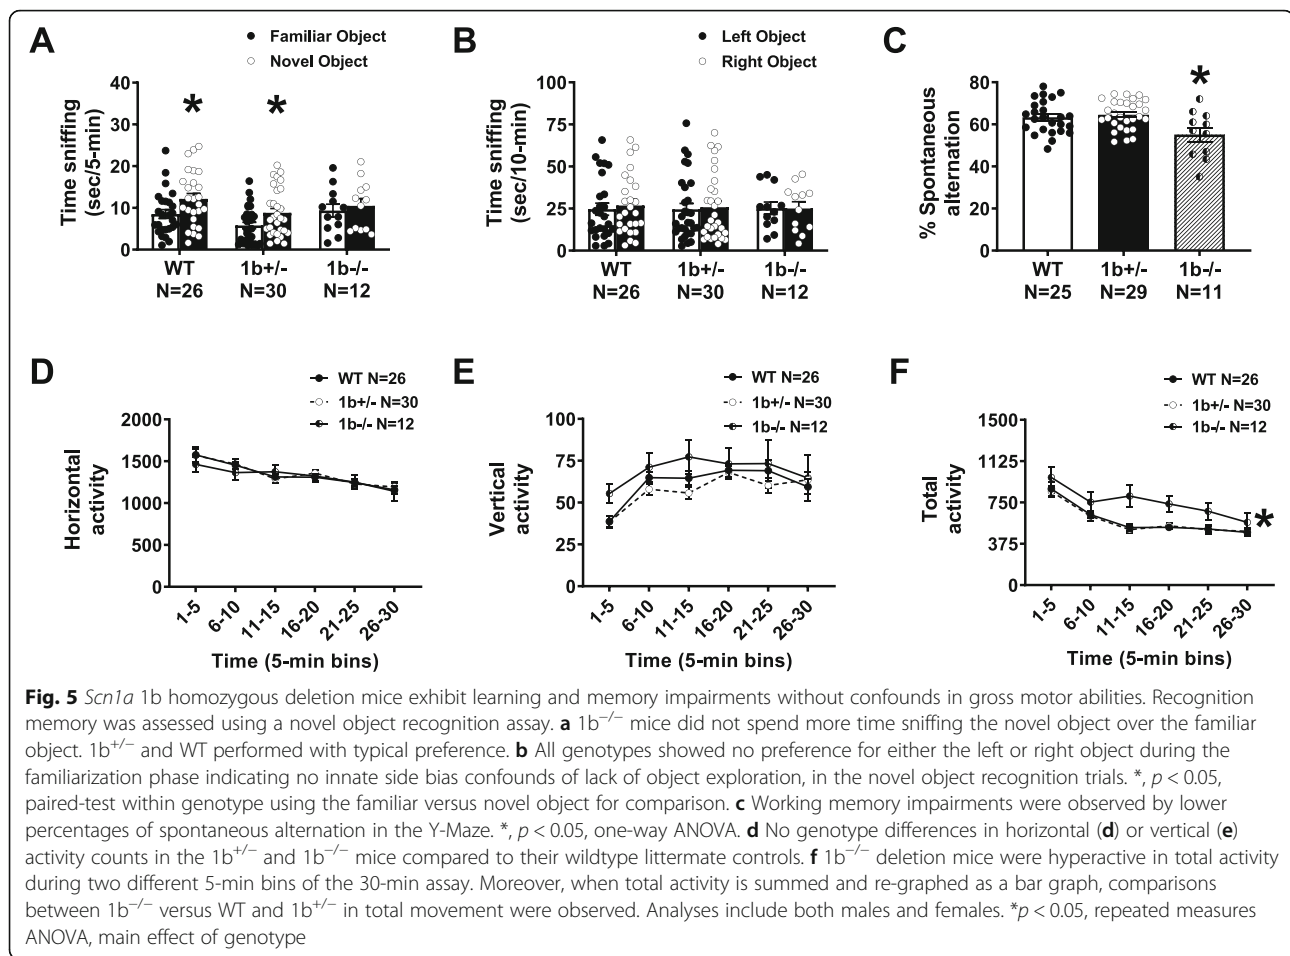 A
Familiar Object
Novel Object
Time sniffing
(sec/5-min)
40
30
20
10
0
WT
N=26
1b+/-
N=30
1b-/-
N=12
B
Left Object
Right Object
Time sniffing
(sec/10-min)
100
75
50
25
0
WT
N=26
1b+/-
N=30
1b-/-
N=12
C
% Spontaneous
alternation
80
60
40
20
0
WT
N=25
1b+/-
N=29
1b-/-
N=11
*
*
*
D
WT N=26
1b+/- N=30
1b-/- N=12
Horizontal
activity
2000
1500
1000
500
0
1-5
6-10
11-15
16-20
21-25
26-30
Time (5-min bins)
E
WT N=26
1b+/- N=30
1b-/- N=12
Vertical
activity
100
75
50
25
0
1-5
6-10
11-15
16-20
21-25
26-30
Time (5-min bins)
F
WT N=26
1b+/- N=30
1b-/- N=12
Total
activity
1500
1125
750
375
0
*
1-5
6-10
11-15
16-20
21-25
26-30
Time (5-min bins)
Fig. 5 Scn1a 1b homozygous deletion mice exhibit learning and memory impairments without confounds in gross motor abilities. Recognition
memory was assessed using a novel object recognition assay. a 1b−/− mice did not spend more time sniffing the novel object over the familiar
object. 1b+/− and WT performed with typical preference. b All genotypes showed no preference for either the left or right object during the
familiarization phase indicating no innate side bias confounds of lack of object exploration, in the novel object recognition trials. *, p < 0.05,
paired-test within genotype using the familiar versus novel object for comparison. c Working memory impairments were observed by lower
percentages of spontaneous alternation in the Y-Maze. *, p < 0.05, one-way ANOVA. d No genotype differences in horizontal (d) or vertical (e)
activity counts in the 1b+/− and 1b−/− mice compared to their wildtype littermate controls. f 1b−/− deletion mice were hyperactive in total activity
during two different 5-min bins of the 30-min assay. Moreover, when total activity is summed and re-graphed as a bar graph, comparisons
between 1b−/− versus WT and 1b+/− in total movement were observed. Analyses include both males and females. *p < 0.05, repeated measures
ANOVA, main effect of genotype